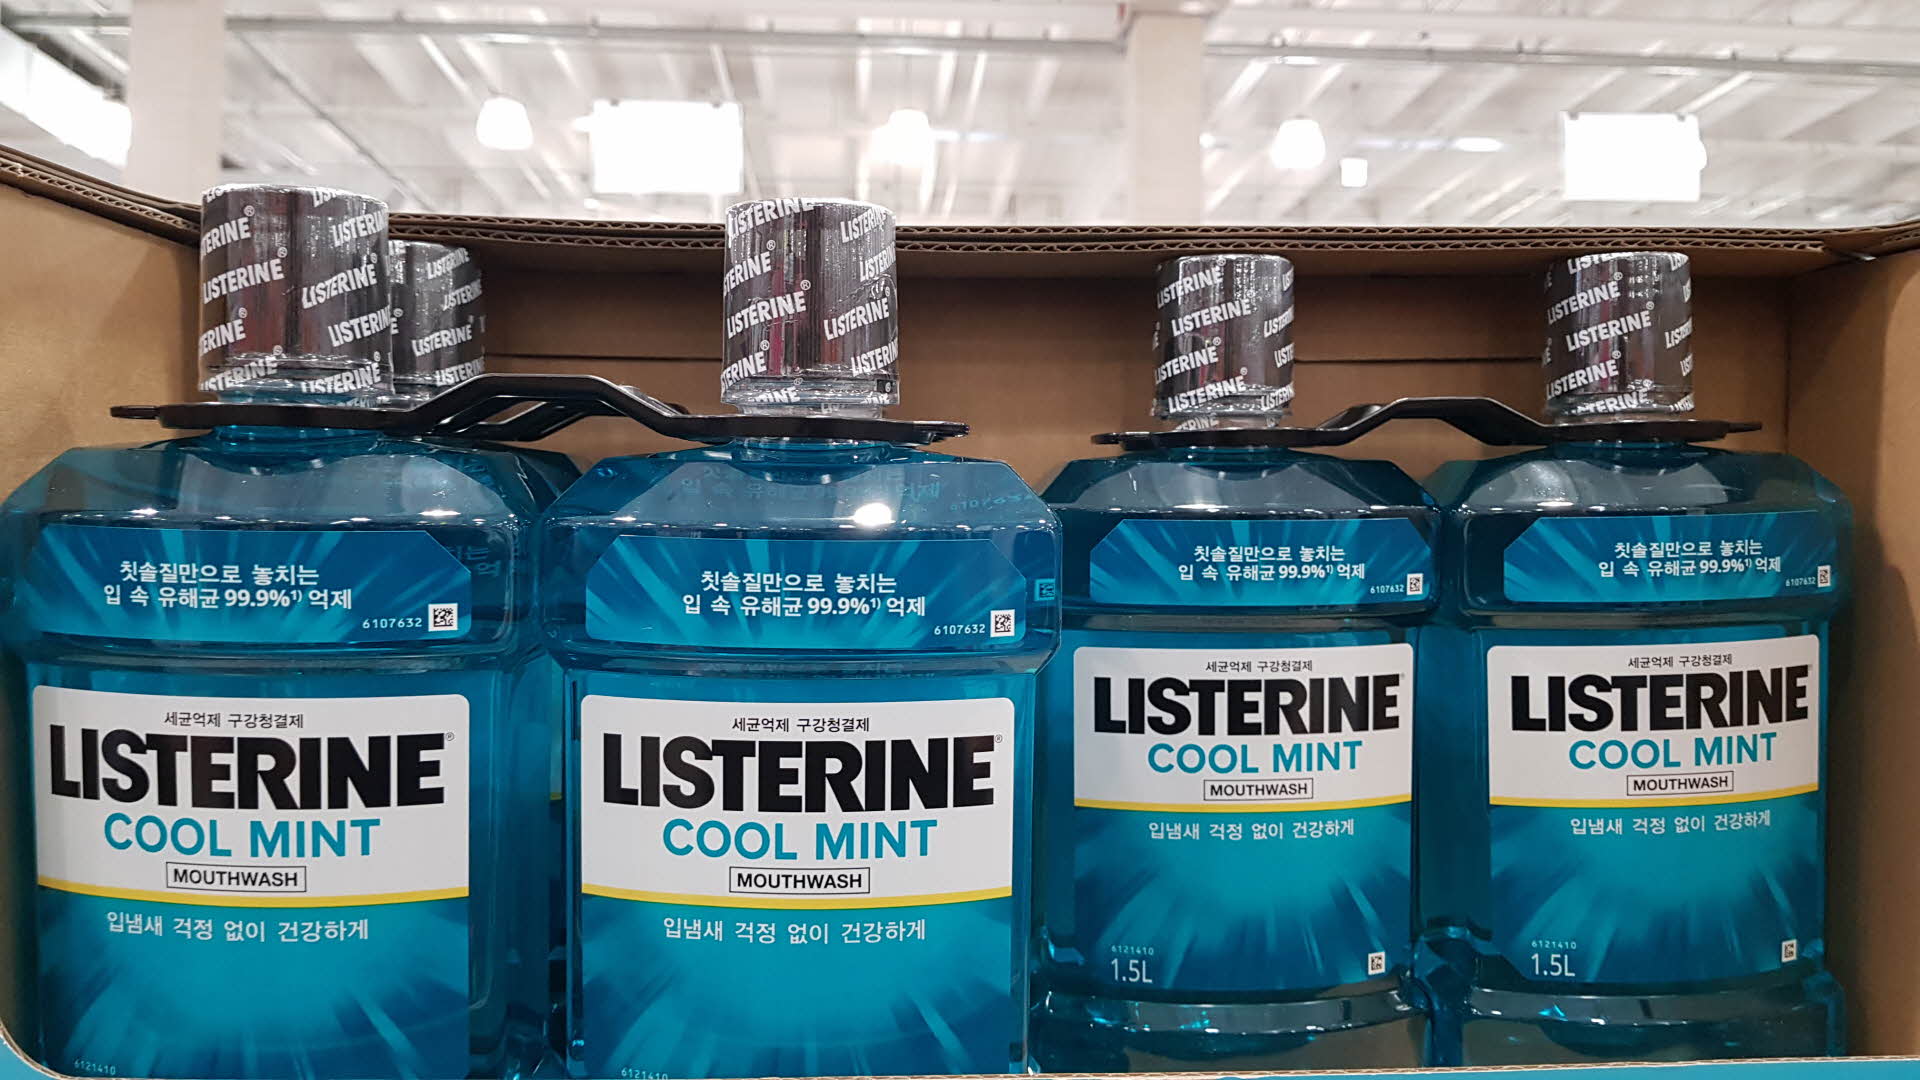 칫솔질만으로 놓치는
입 속 유해균 99.9%¹⁾ 억제
6107632
세균억제 구강청결제
LISTERINE®
COOL MINT
MOUTHWASH
입냄새 걱정 없이 건강하게
6121410
칫솔질만으로 놓치는
입 속 유해균 99.9%¹⁾ 억제
6107632
세균억제 구강청결제
LISTERINE®
COOL MINT
MOUTHWASH
입냄새 걱정 없이 건강하게
6121410
칫솔질만으로 놓치는
입 속 유해균 99.9%¹⁾ 억제
6107632
세균억제 구강청결제
LISTERINE®
COOL MINT
MOUTHWASH
입냄새 걱정 없이 건강하게
6121410
1.5L
칫솔질만으로 놓치는
입 속 유해균 99.9%¹⁾ 억제
6107632
세균억제 구강청결제
LISTERINE®
COOL MINT
MOUTHWASH
입냄새 걱정 없이 건강하게
6121410
1.5L